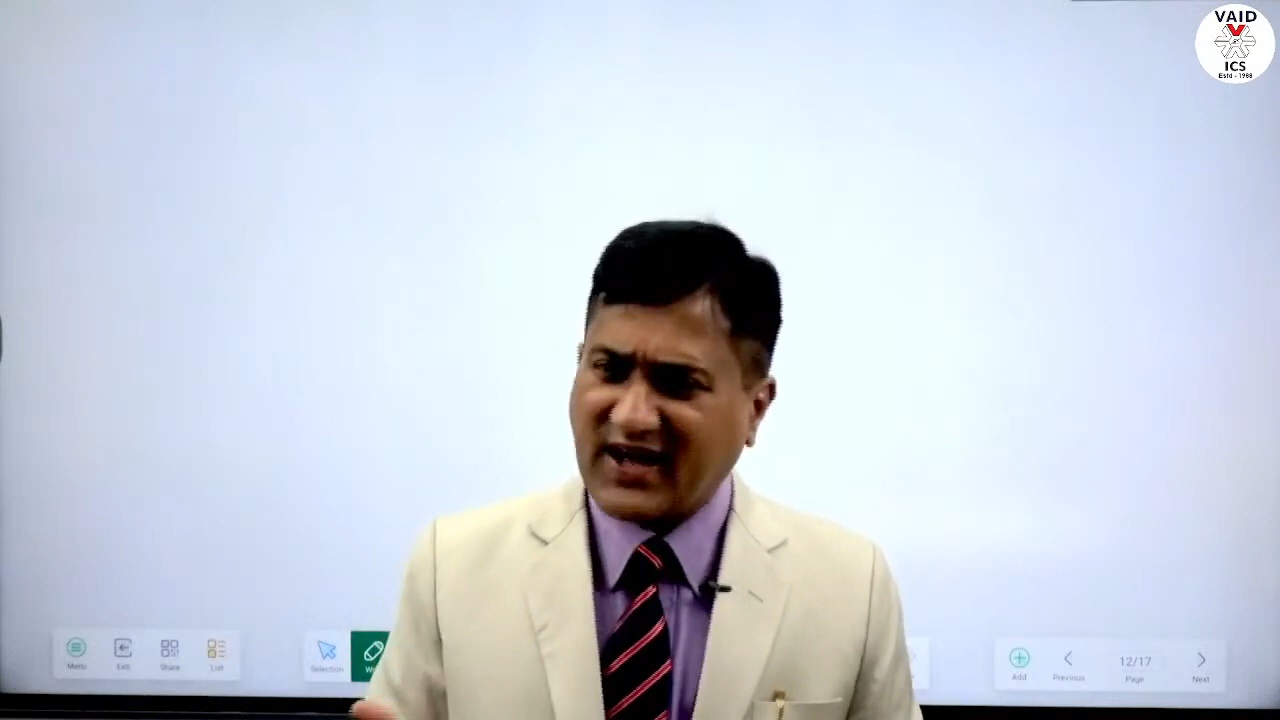 VAID
ICS
Estd - 1988
Menu
Exit
Share
List
Selection
Add
Previous
12/17
Page
Next